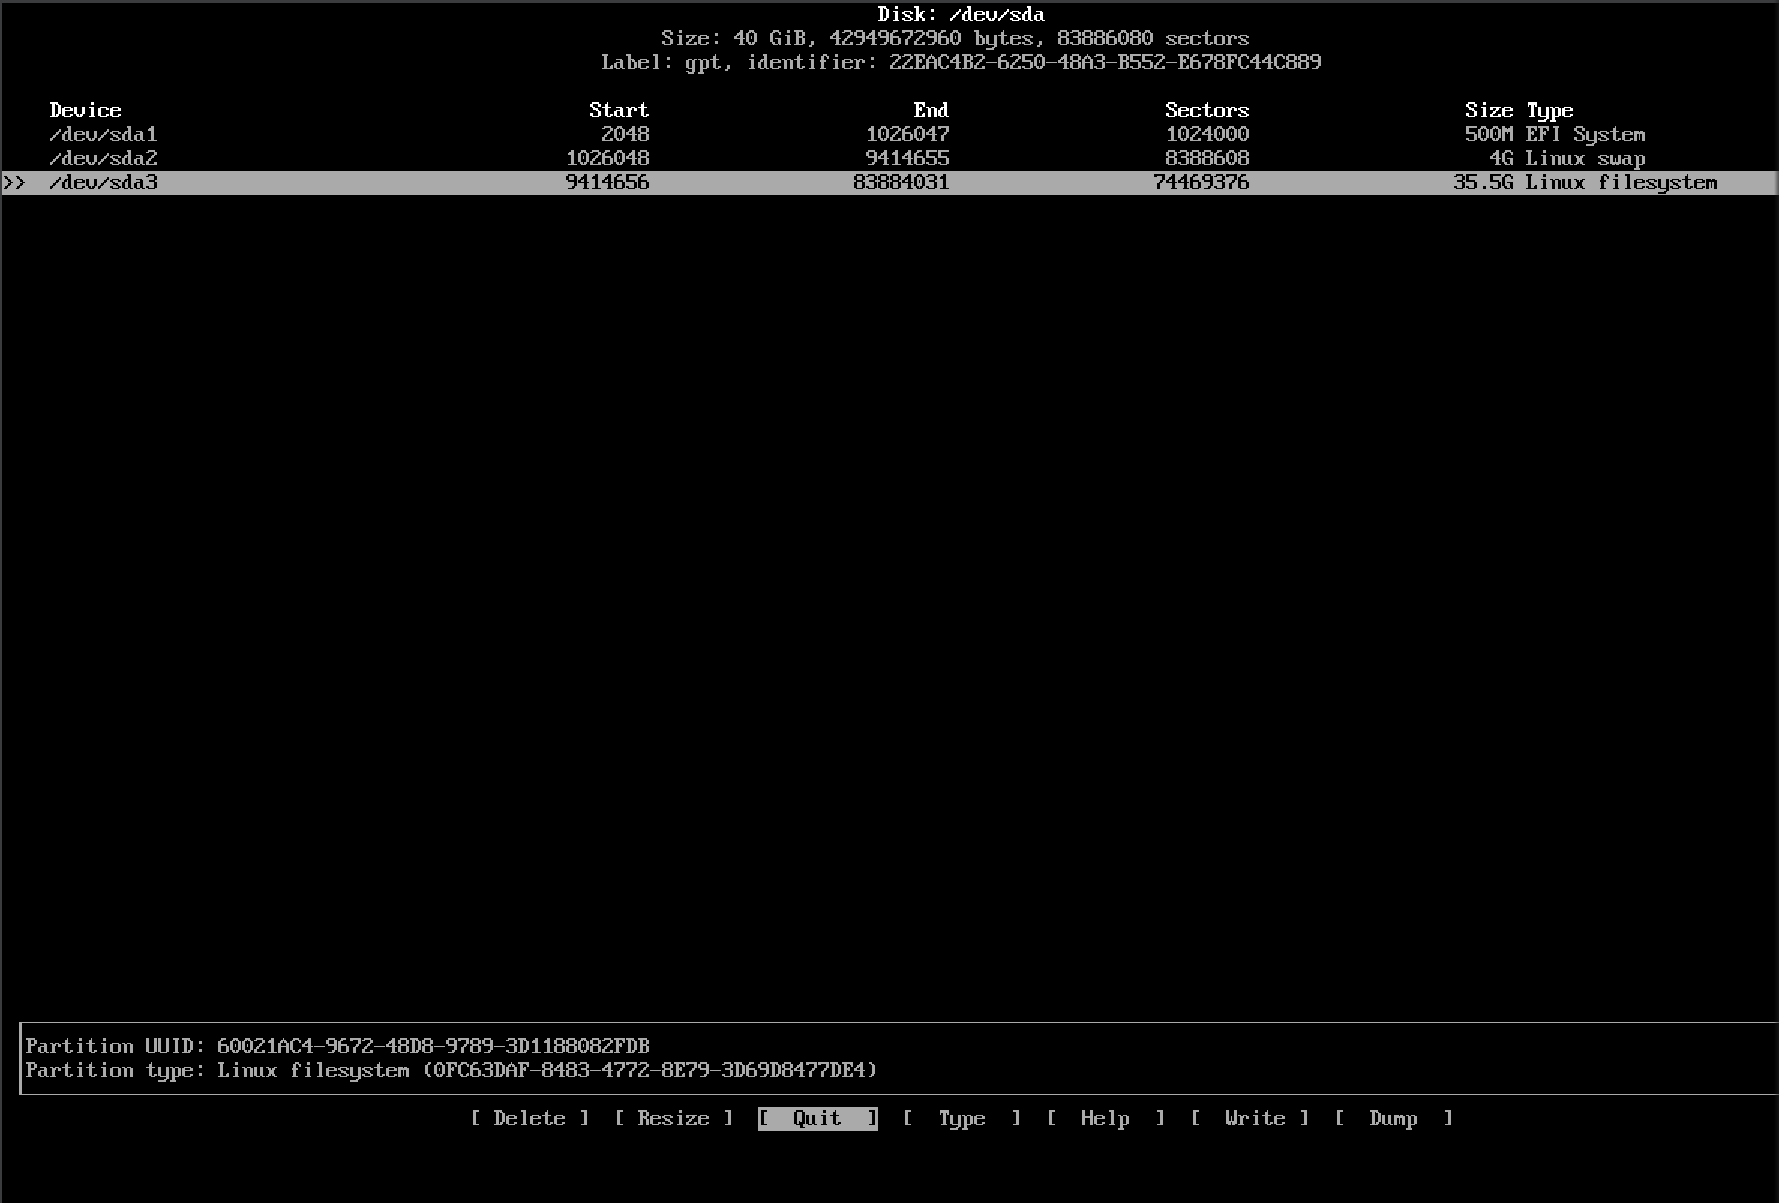 Disk: /dev/sda
Size: 40 GiB, 42949672960 bytes, 83886080 sectors
Label: gpt, identifier: 22EAC4B2-6250-48A3-B552-E678FC44C889
Device Start End Sectors Size Type
/dev/sda1 2048 1026047 1024000 500M EFI System
/dev/sda2 1026048 9414655 8388608 4G Linux swap
>> /dev/sda3 9414656 83884031 74469376 35.5G Linux filesystem
Partition UUID: 60021AC4-9672-48D8-9789-3D1188082FDB
Partition type: Linux filesystem (0FC63DAF-8483-4772-8E79-3D69D8477DE4)
[ Delete ] [ Resize ] [ Quit ] [ Type ] [ Help ] [ Write ] [ Dump ]